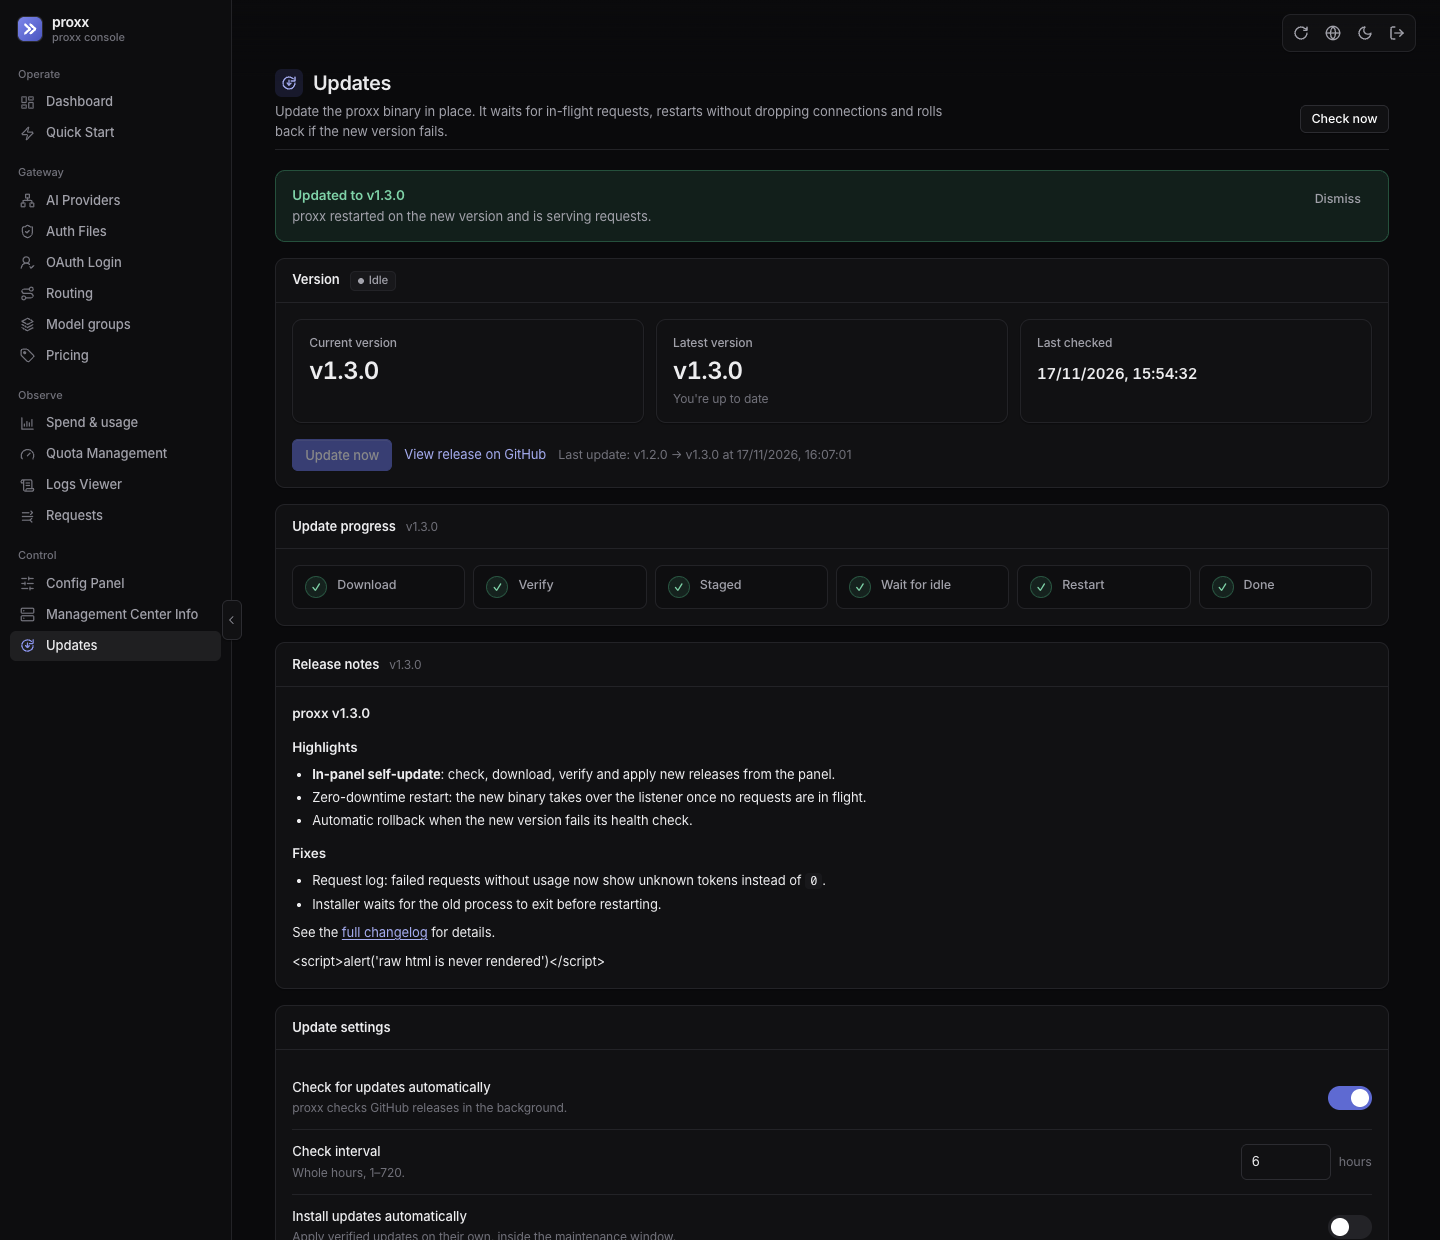 proxx
proxx console
Operate
Dashboard
Quick Start
Gateway
AI Providers
Auth Files
OAuth Login
Routing
Model groups
Pricing
Observe
Spend & usage
Quota Management
Logs Viewer
Requests
Control
Config Panel
Management Center Info
Updates
Updates
Update the proxx binary in place. It waits for in-flight requests, restarts without dropping connections and rolls
back if the new version fails.
Check now
Updated to v1.3.0
proxx restarted on the new version and is serving requests.
Dismiss
Version
Idle
Current version
v1.3.0
Latest version
v1.3.0
You're up to date
Last checked
17/11/2026, 15:54:32
Update now
View release on GitHub
Last update: v1.2.0 → v1.3.0 at 17/11/2026, 16:07:01
Update progress v1.3.0
Download
Verify
Staged
Wait for idle
Restart
Done
Release notes v1.3.0
proxx v1.3.0
Highlights
• In-panel self-update: check, download, verify and apply new releases from the panel.
• Zero-downtime restart: the new binary takes over the listener once no requests are in flight.
• Automatic rollback when the new version fails its health check.
Fixes
• Request log: failed requests without usage now show unknown tokens instead of 0.
• Installer waits for the old process to exit before restarting.
See the full changelog for details.
<script>alert('raw html is never rendered')</script>
Update settings
Check for updates automatically
proxx checks GitHub releases in the background.
Check interval
Whole hours, 1–720.
6
hours
Install updates automatically
Apply verified updates on their own, inside the maintenance window.